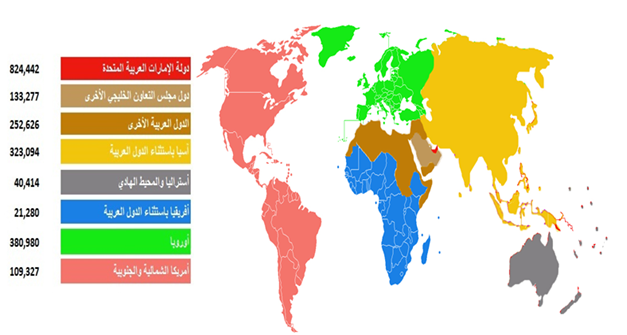 824,442 دولة الإمارات العربية المتحدة
133,277 دول مجلس التعاون الخليجي الأخرى
252,626 الدول العربية الأخرى
323,094 آسيا باستثناء الدول العربية
40,414 أستراليا والمحيط الهادي
21,280 أفريقيا باستثناء الدول العربية
380,980 أوروبا
109,327 أمريكا الشمالية والجنوبية